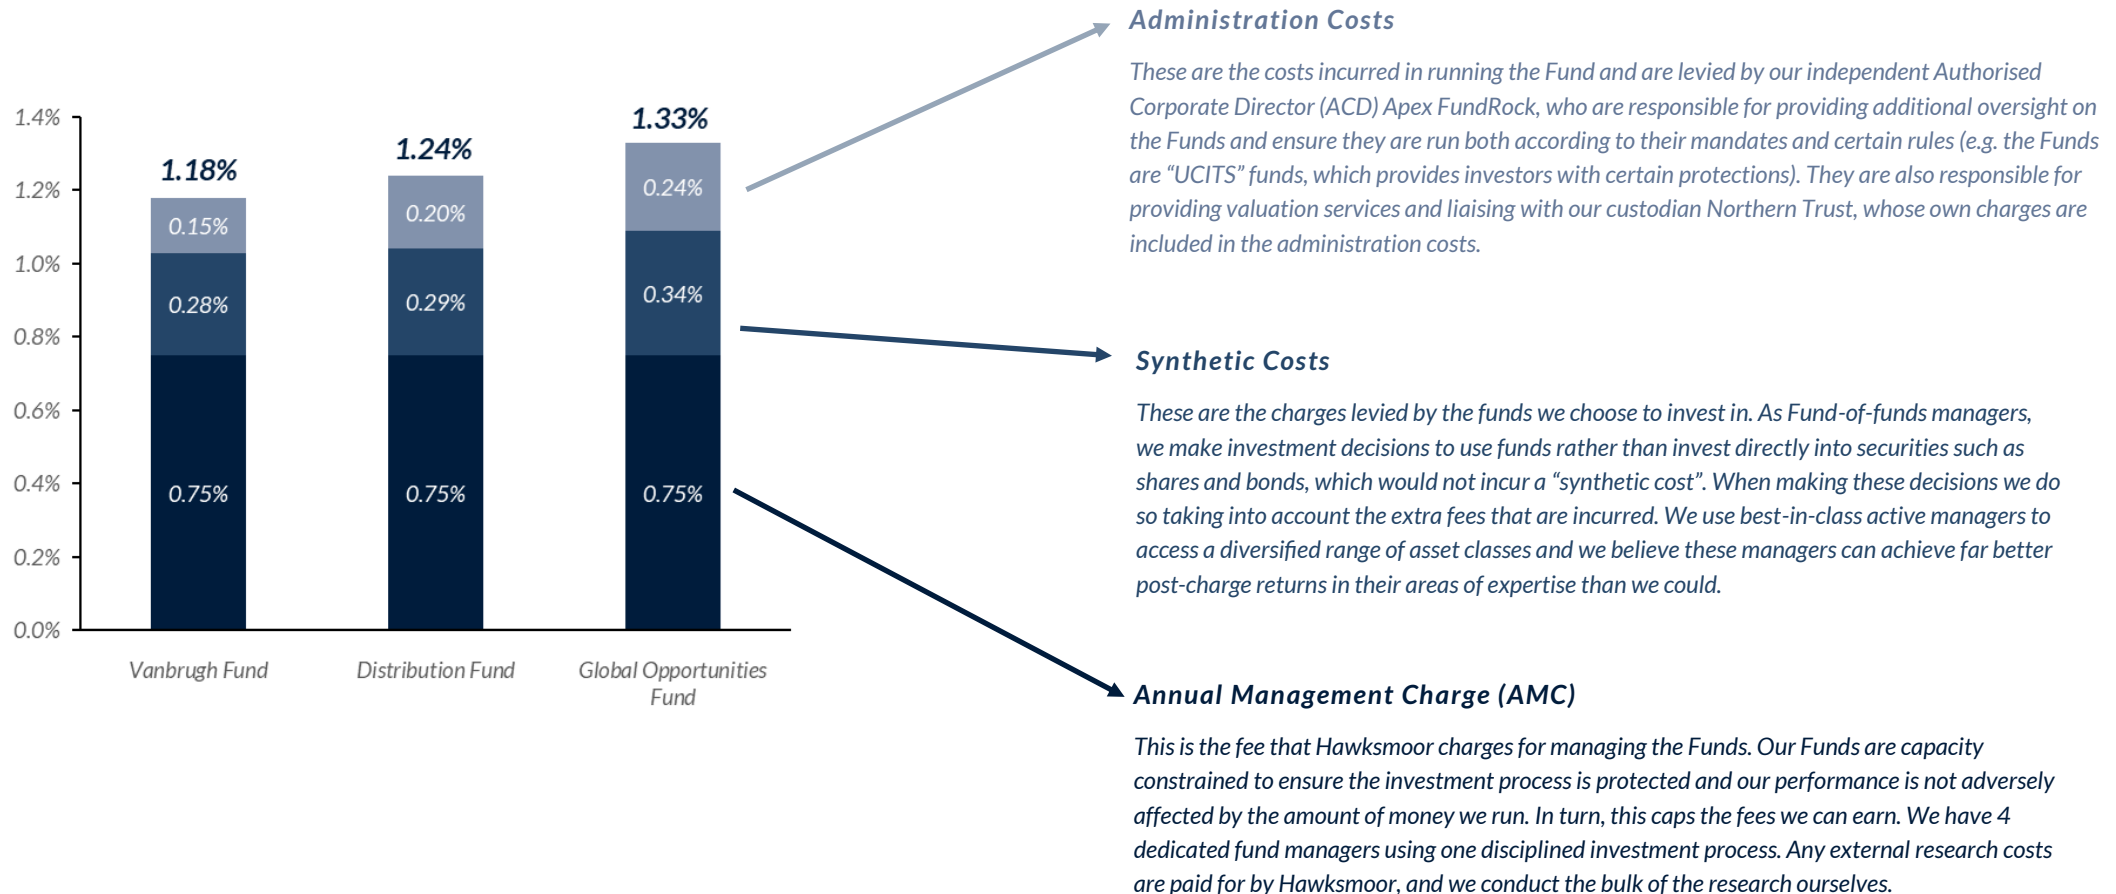 1.4%
1.2%
1.0%
0.8%
0.6%
0.4%
0.2%
0.0%
1.18%
0.15%
0.28%
0.75%
Vanbrugh Fund
1.24%
0.20%
0.29%
0.75%
Distribution Fund
1.33%
0.24%
0.34%
0.75%
Global Opportunities
Fund
Administration Costs
These are the costs incurred in running the Fund and are levied by our independent Authorised
Corporate Director (ACD) Apex FundRock, who are responsible for providing additional oversight on
the Funds and ensure they are run both according to their mandates and certain rules (e.g. the Funds
are “UCITS” funds, which provides investors with certain protections). They are also responsible for
providing valuation services and liaising with our custodian Northern Trust, whose own charges are
included in the administration costs.
Synthetic Costs
These are the charges levied by the funds we choose to invest in. As Fund-of-funds managers,
we make investment decisions to use funds rather than invest directly into securities such as
shares and bonds, which would not incur a “synthetic cost”. When making these decisions we do
so taking into account the extra fees that are incurred. We use best-in-class active managers to
access a diversified range of asset classes and we believe these managers can achieve far better
post-charge returns in their areas of expertise than we could.
Annual Management Charge (AMC)
This is the fee that Hawksmoor charges for managing the Funds. Our Funds are capacity
constrained to ensure the investment process is protected and our performance is not adversely
affected by the amount of money we run. In turn, this caps the fees we can earn. We have 4
dedicated fund managers using one disciplined investment process. Any external research costs
are paid for by Hawksmoor, and we conduct the bulk of the research ourselves.